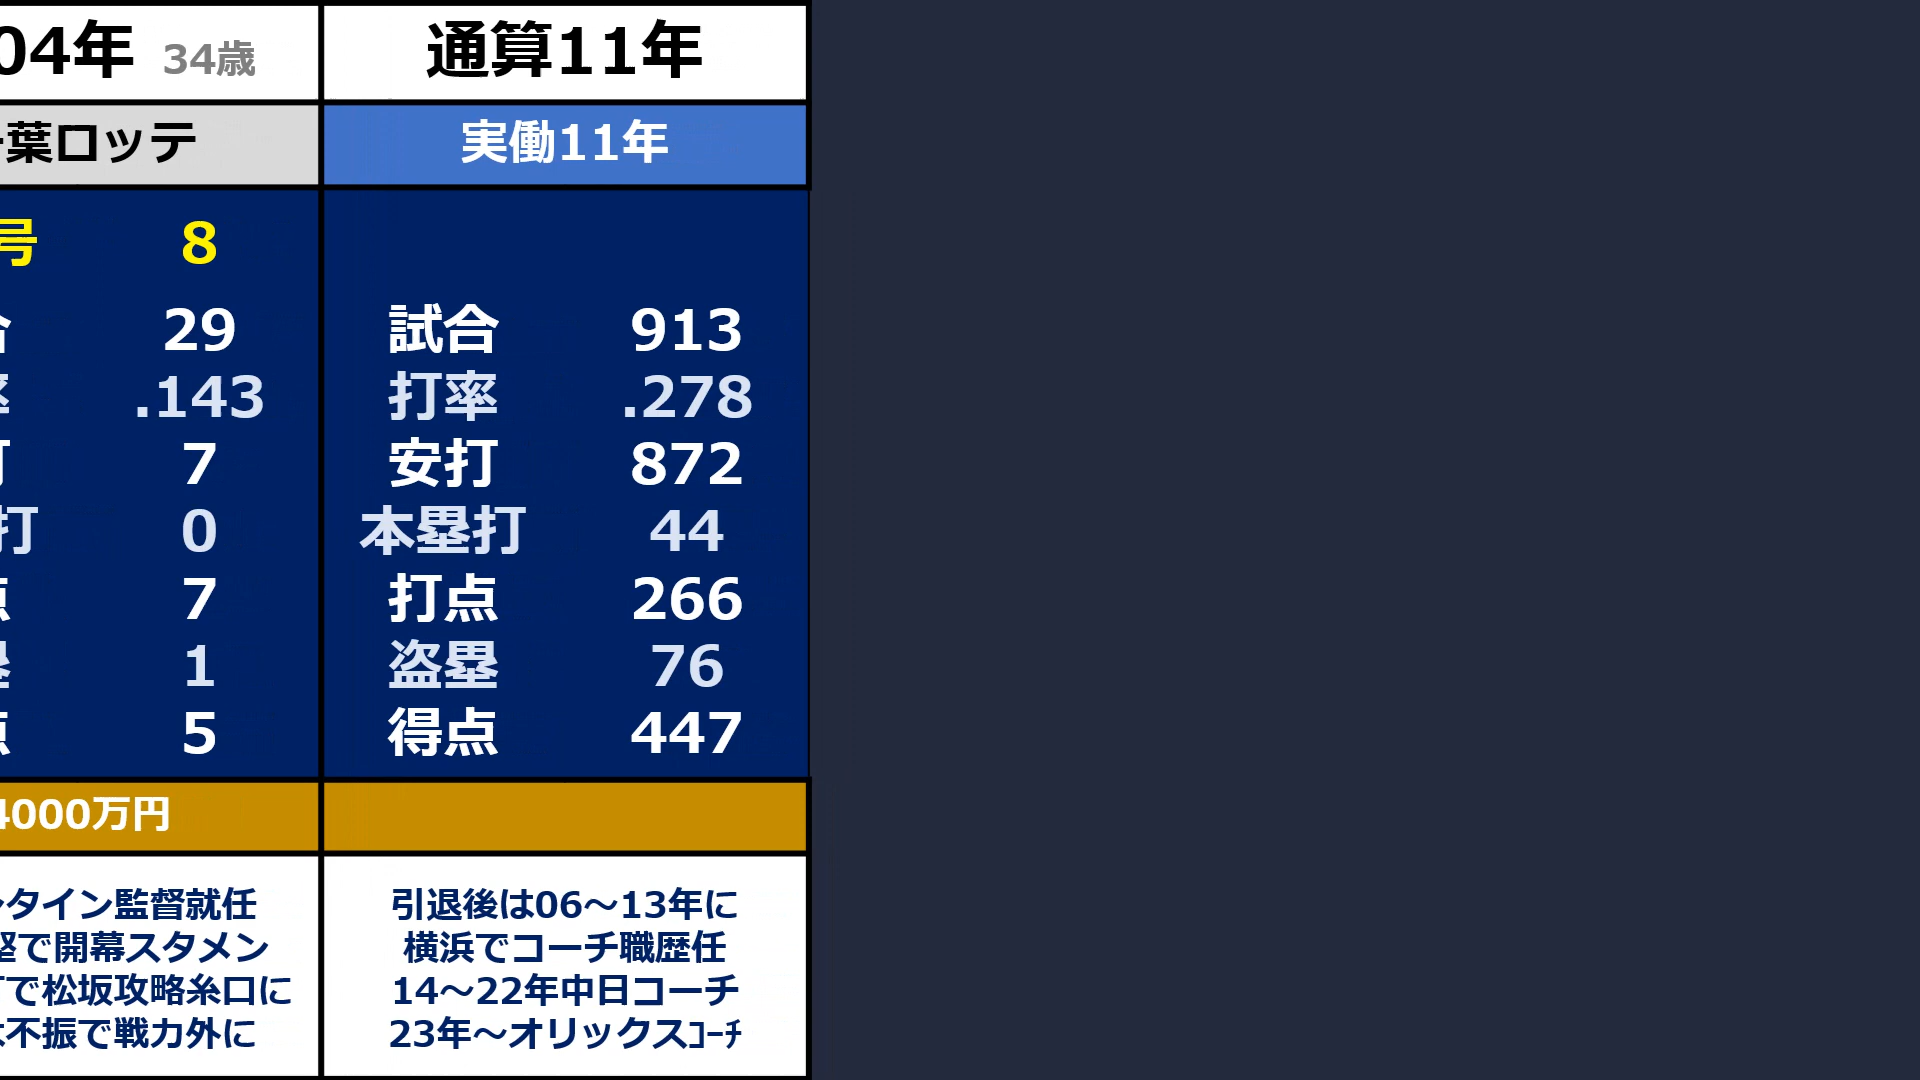 04年 34歳
葉ロッテ
号 8
合 29
率 .143
7
打 0
点 7
塁 1
点 5
4000万円
タイン監督就任
で開幕スタメン
で松坂攻略糸口に
不振で戦力外に
通算11年
実働11年
試合 913
打率 .278
安打 872
本塁打 44
打点 266
盗塁 76
得点 447
引退後は06～13年に
横浜でコーチ職歴任
14～22年中日コーチ
23年～オリックスｺｰﾁ